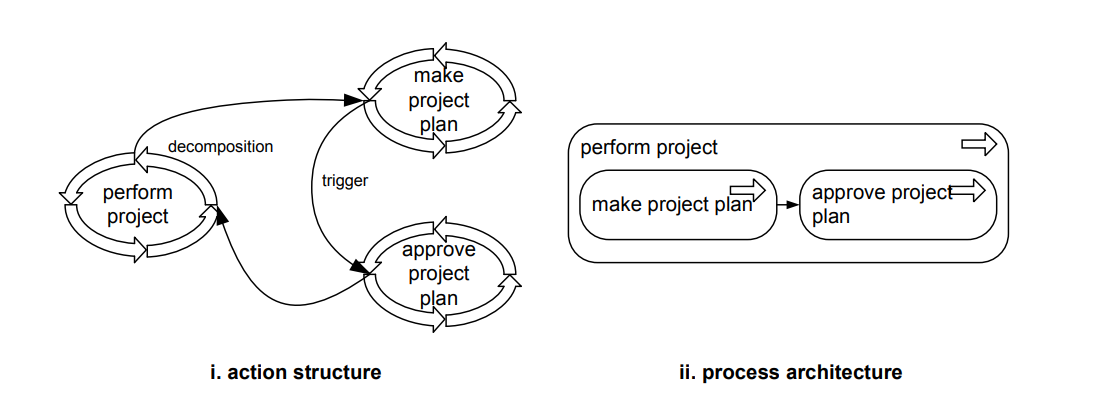 make
project
plan
decomposition
trigger
perform
project
approve
project
plan
i. action structure
perform project
make project plan
approve project
plan
ii. process architecture